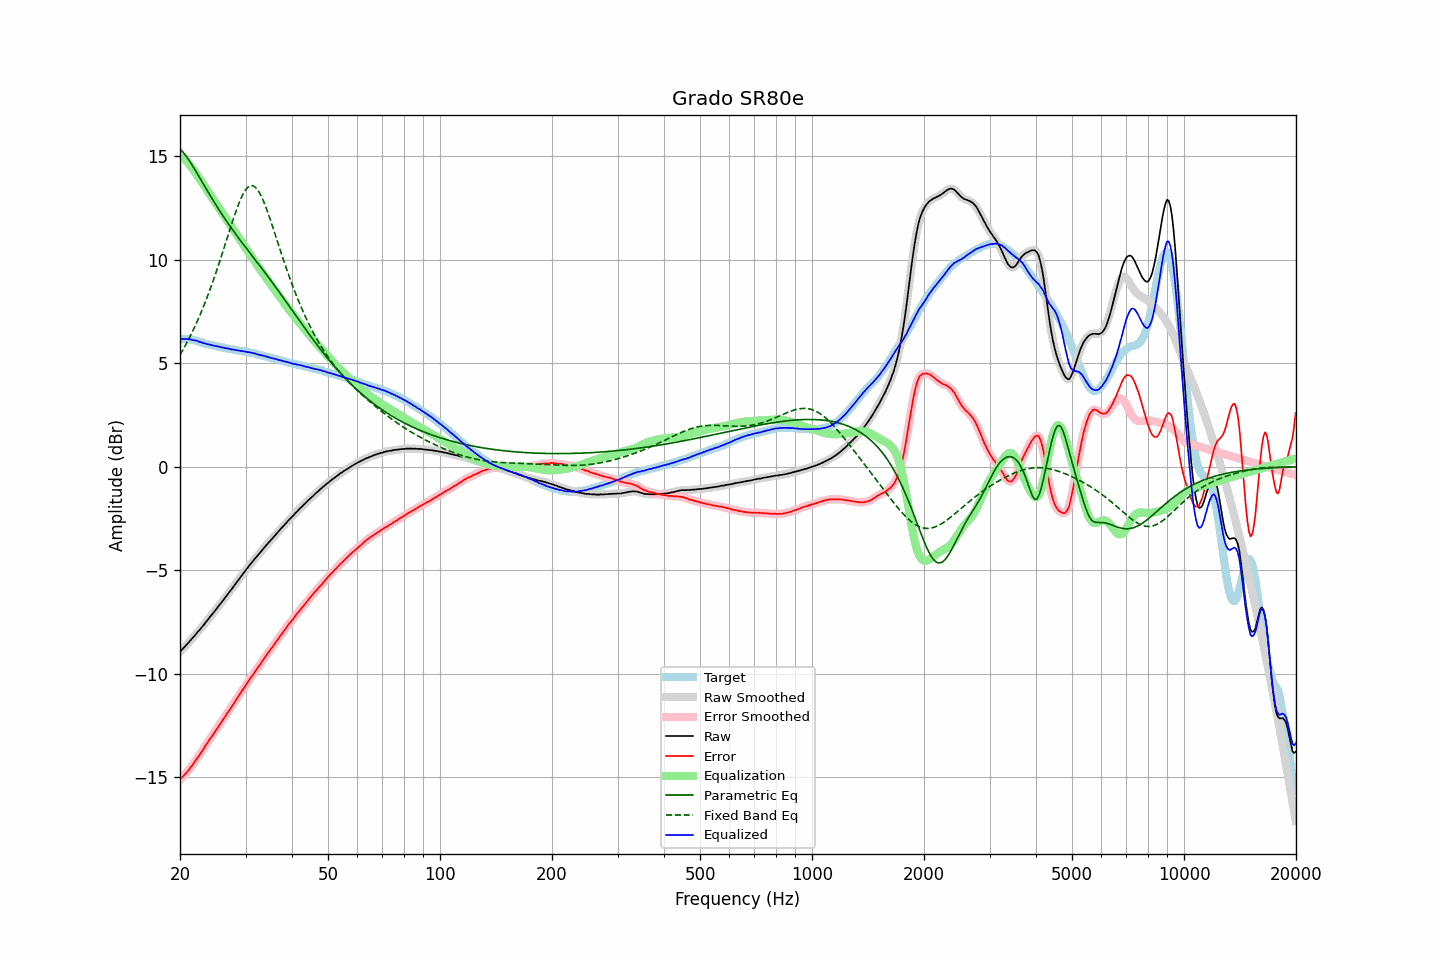 Grado SR80e
Amplitude (dBr)
15
10
5
0
−5
−10
−15
Target
Raw Smoothed
Error Smoothed
Raw
Error
Equalization
Parametric Eq
Fixed Band Eq
Equalized
20 50 100 200 500 1000 2000 5000 10000 20000
Frequency (Hz)